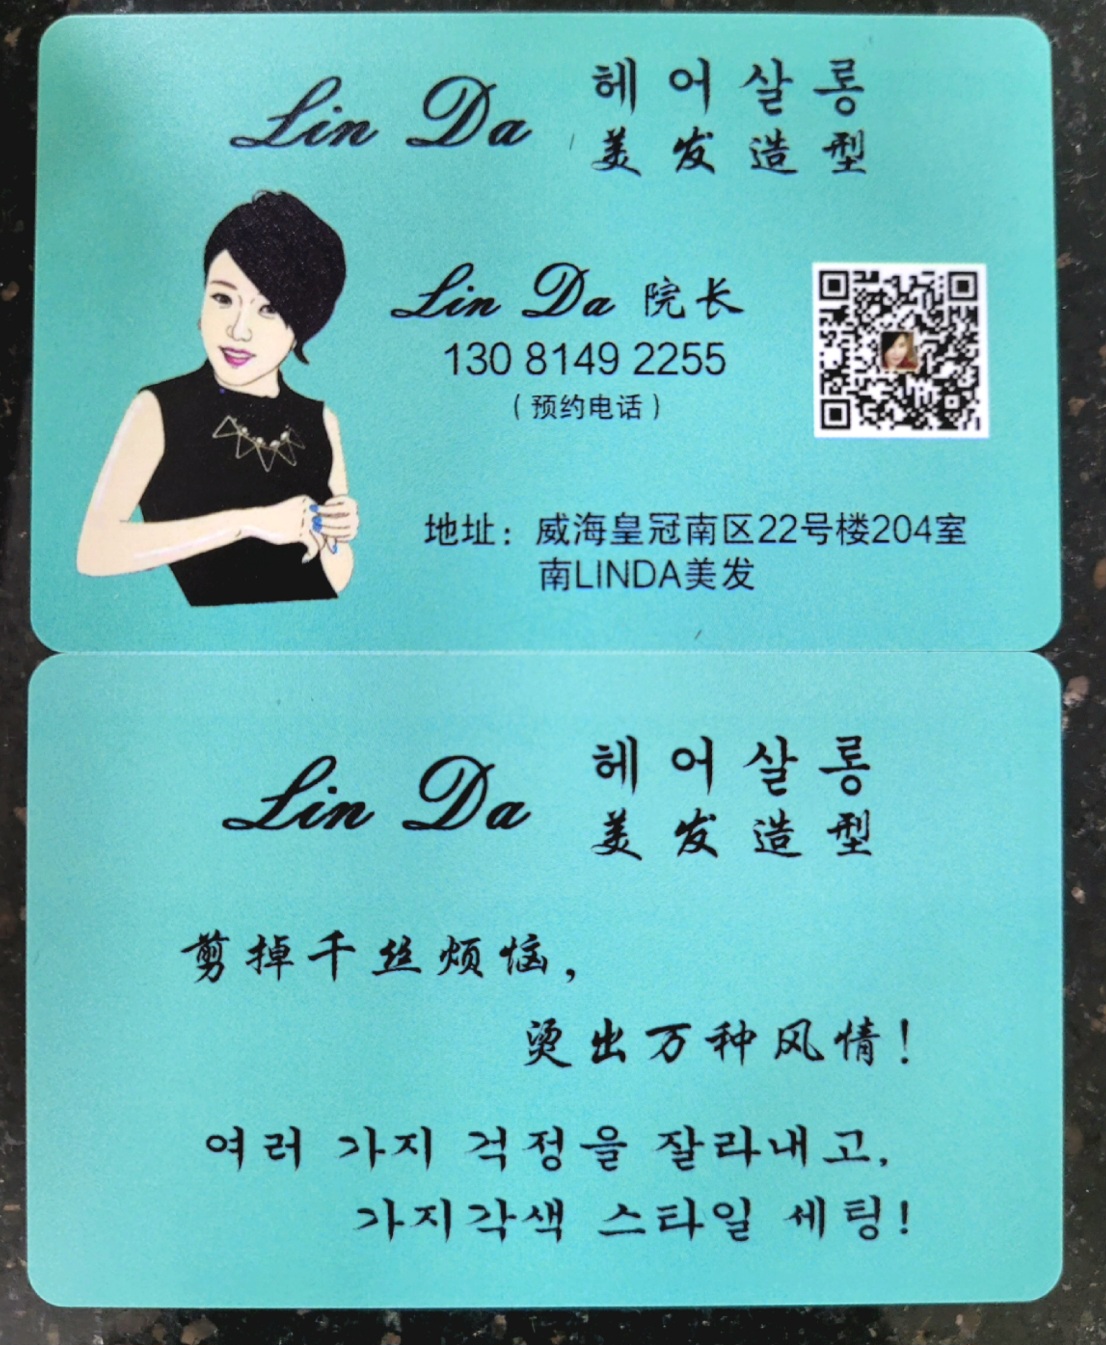 Lin Da 헤어살롱
美发造型
Lin Da 院长
130 8149 2255
(预约电话)
地址：威海皇冠南区22号楼204室
南LINDA美发
Lin Da 헤어살롱
美发造型
剪掉千丝烦恼，
烫出万种风情！
여러 가지 걱정을 잘라내고,
가지각색 스타일 세팅!